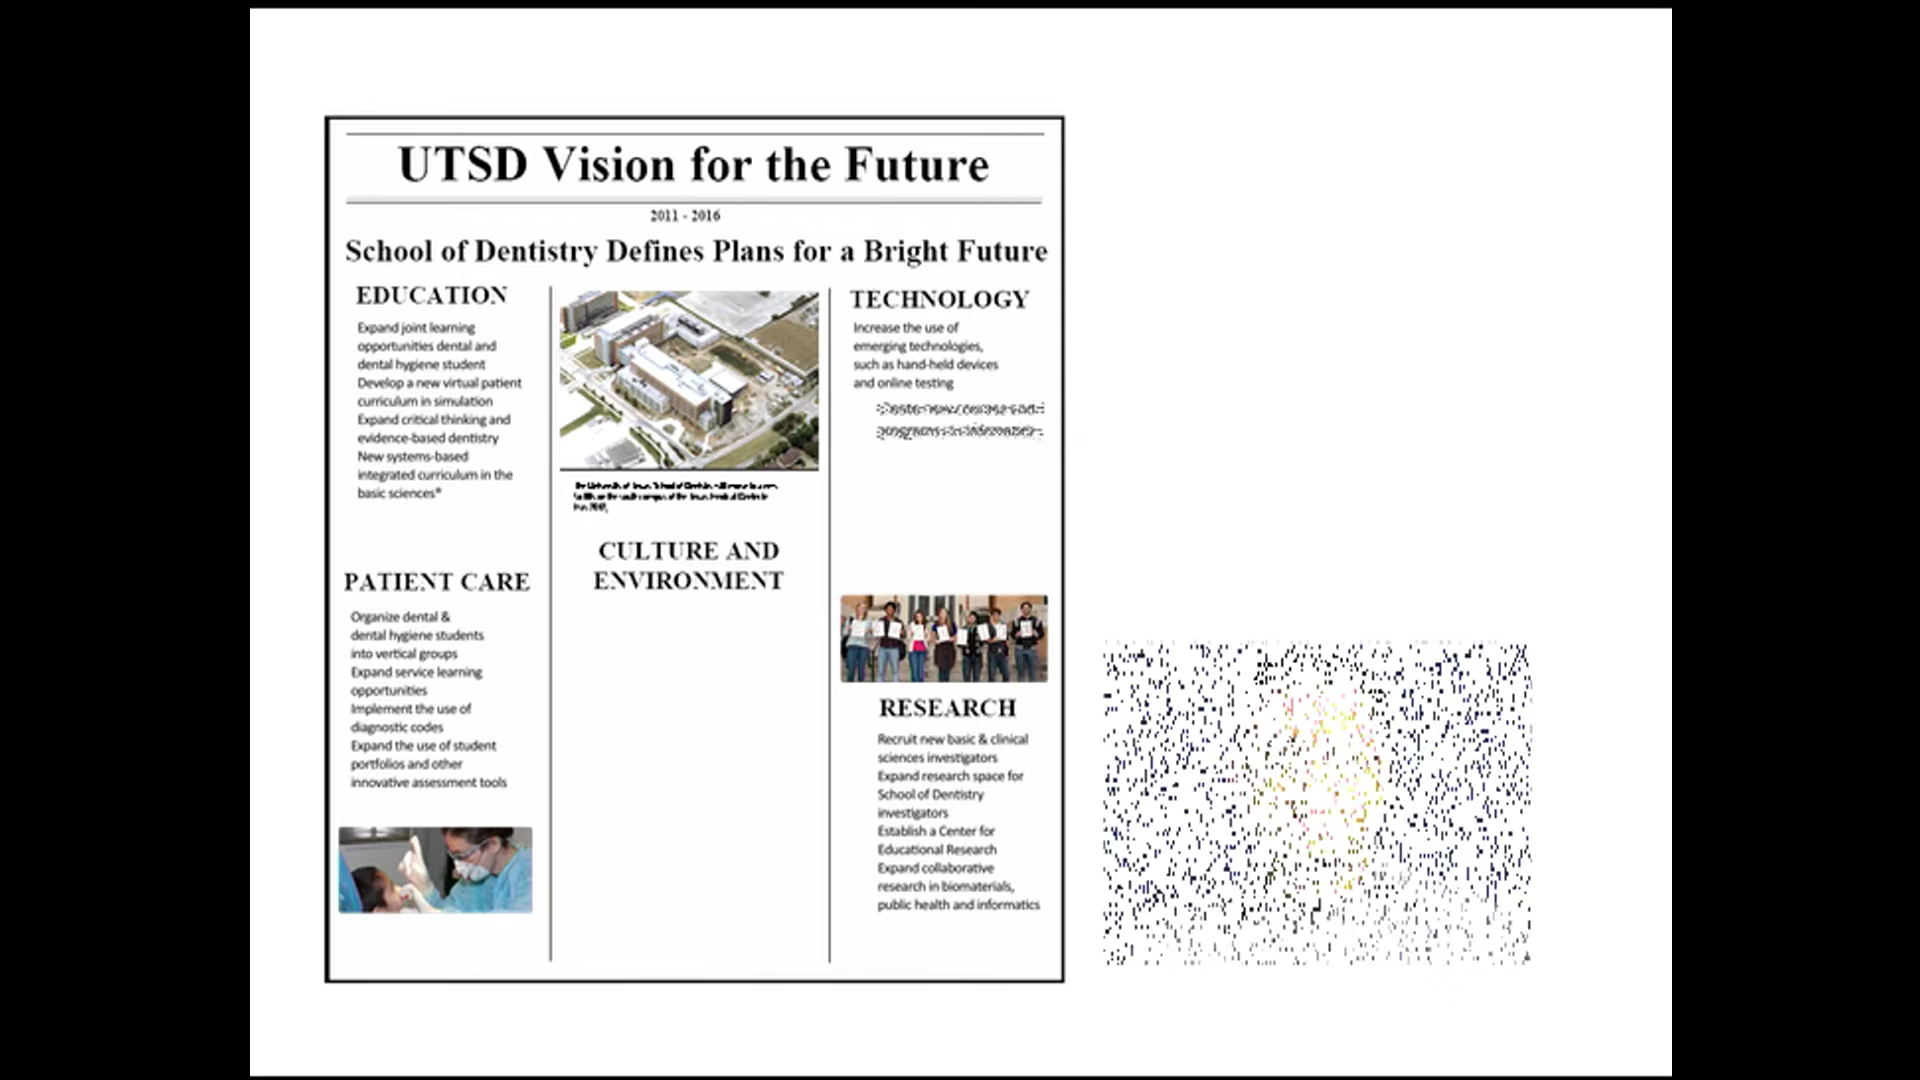 UTSD Vision for the Future
2011 - 2016
School of Dentistry Defines Plans for a Bright Future
EDUCATION
Expand joint learning
opportunities dental and
dental hygiene student
Develop a new virtual patient
curriculum in simulation
Expand critical thinking and
evidence-based dentistry
New systems-based
integrated curriculum in the
basic sciences*
PATIENT CARE
Organize dental &
dental hygiene students
into vertical groups
Expand service learning
opportunities
Implement the use of
diagnostic codes
Expand the use of student
portfolios and other
innovative assessment tools
CULTURE AND
ENVIRONMENT
TECHNOLOGY
Increase the use of
emerging technologies,
such as hand-held devices
and online testing
RESEARCH
Recruit new basic & clinical
sciences investigators
Expand research space for
School of Dentistry
investigators
Establish a Center for
Educational Research
Expand collaborative
research in biomaterials,
public health and informatics